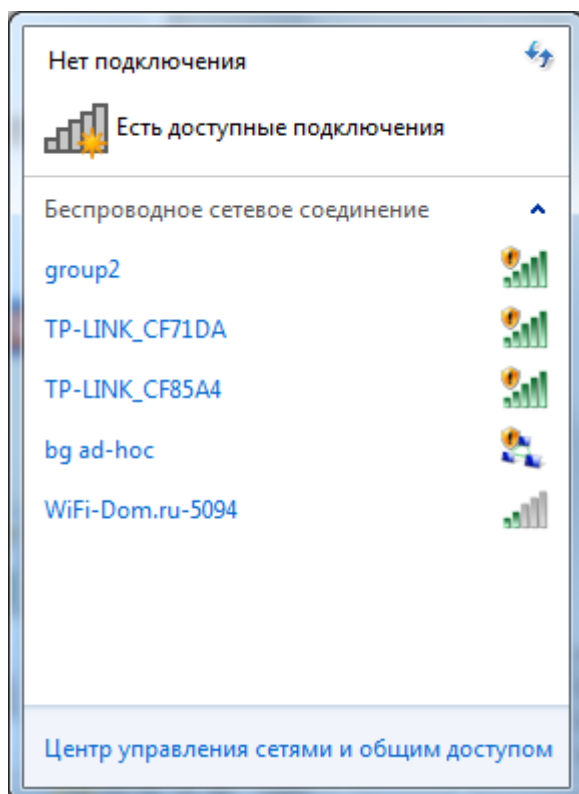 Нет подключения
Есть доступные подключения
Беспроводное сетевое соединение
group2
TP-LINK_CF71DA
TP-LINK_CF85A4
bg ad-hoc
WiFi-Dom.ru-5094
Центр управления сетями и общим доступом